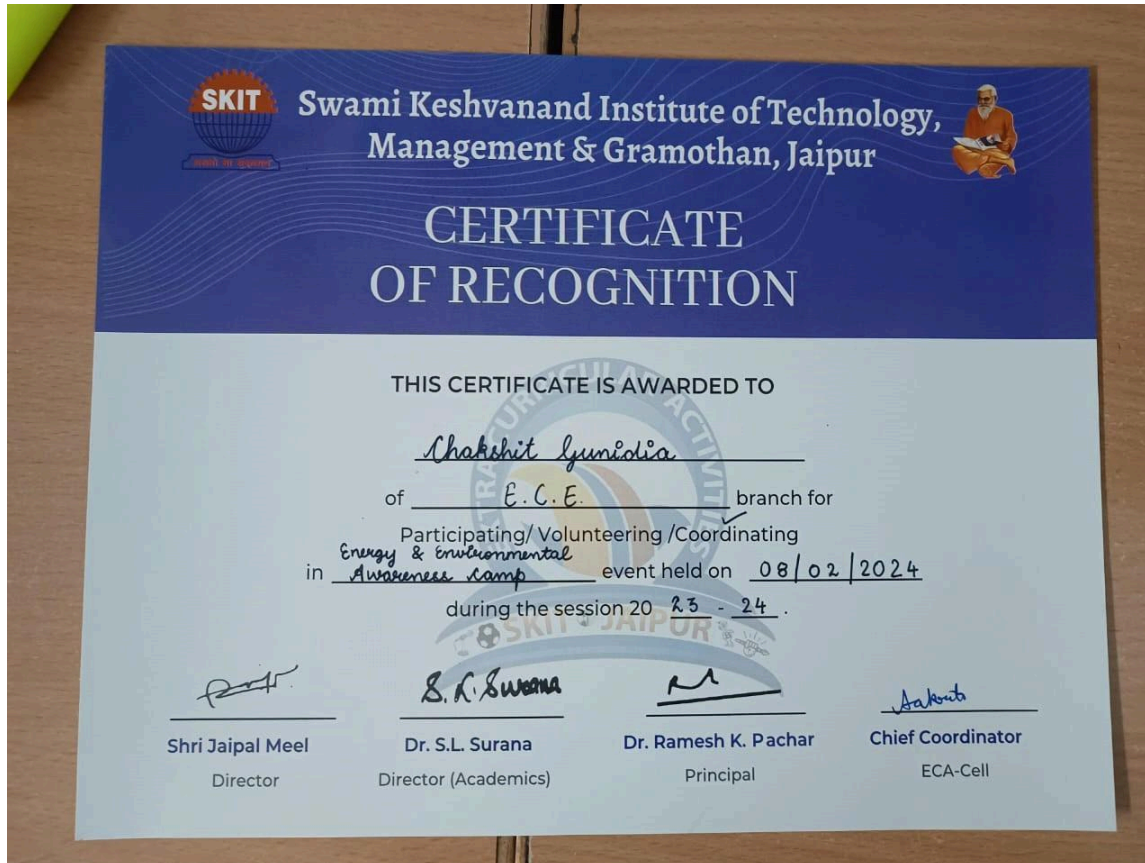 SKIT
Swami Keshvanand Institute of Technology,
Management & Gramothan, Jaipur
CERTIFICATE
OF RECOGNITION
THIS CERTIFICATE IS AWARDED TO
Chakshit Gunidia
of E.C.E. branch for
Participating/ Volunteering /Coordinating
Energy & Environmental
in Awareness Camp event held on 08/02/2024
during the session 20 23 - 24 .
EXTRA CURRICULAR ACTIVITIES
SKIT JAIPUR
S.L. Surana
Shri Jaipal Meel
Director
Dr. S.L. Surana
Director (Academics)
Dr. Ramesh K. Pachar
Principal
Chief Coordinator
ECA-Cell